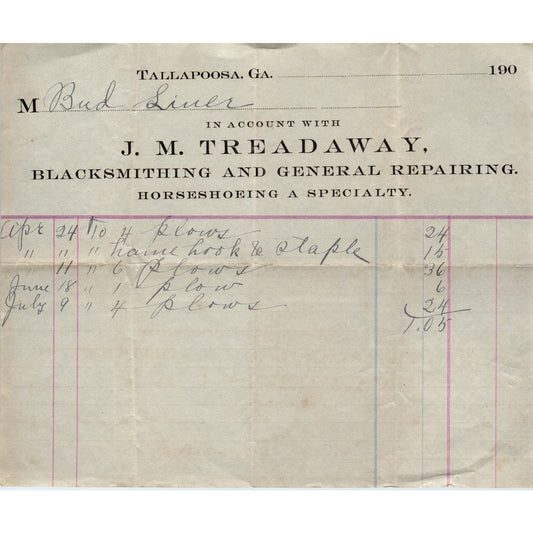 TALLAPOOSA, GA. 190
M Bud Liner
IN ACCOUNT WITH
J. M. TREADAWAY,
BLACKSMITHING AND GENERAL REPAIRING.
HORSESHOEING A SPECIALTY.
Apr 24 To 4 plows 24
" " " hame hook & staple 15
" 11 " 6 plows 36
June 18 " 1 plow 6
July 9 " 4 plows 24
1.05